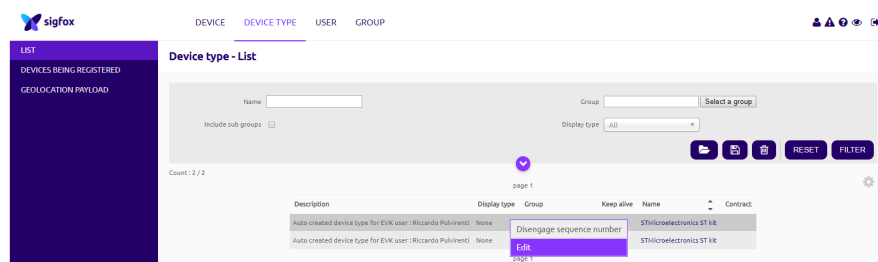 sigfox
DEVICE DEVICE TYPE USER GROUP
LIST
DEVICES BEING REGISTERED
GEOLOCATION PAYLOAD
Device type - List
Name
Group
Select a group
Include sub groups
Display type
All
RESET
FILTER
Count : 2 / 2
page 1
Description Display type Group Keep alive Name Contract
Auto created device type for EVK user : Riccardo Pulvirenti None STMicroelectronics ST kit
Disengage sequence number
Auto created device type for EVK user : Riccardo Pulvirenti None STMicroelectronics ST kit
Edit
page 1